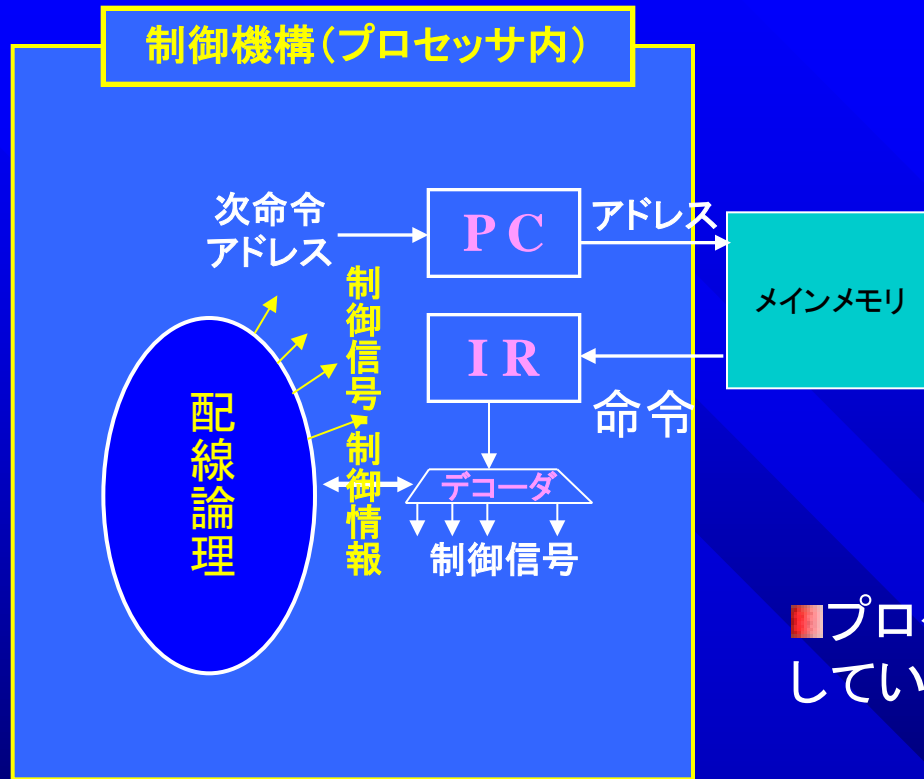 制御機構（プロセッサ内）
次命令
アドレス
ＰＣ
アドレス
メインメモリ
ＩＲ
命令
制御信号・制御情報
配線論理
デコーダ
制御信号
プロ
してい